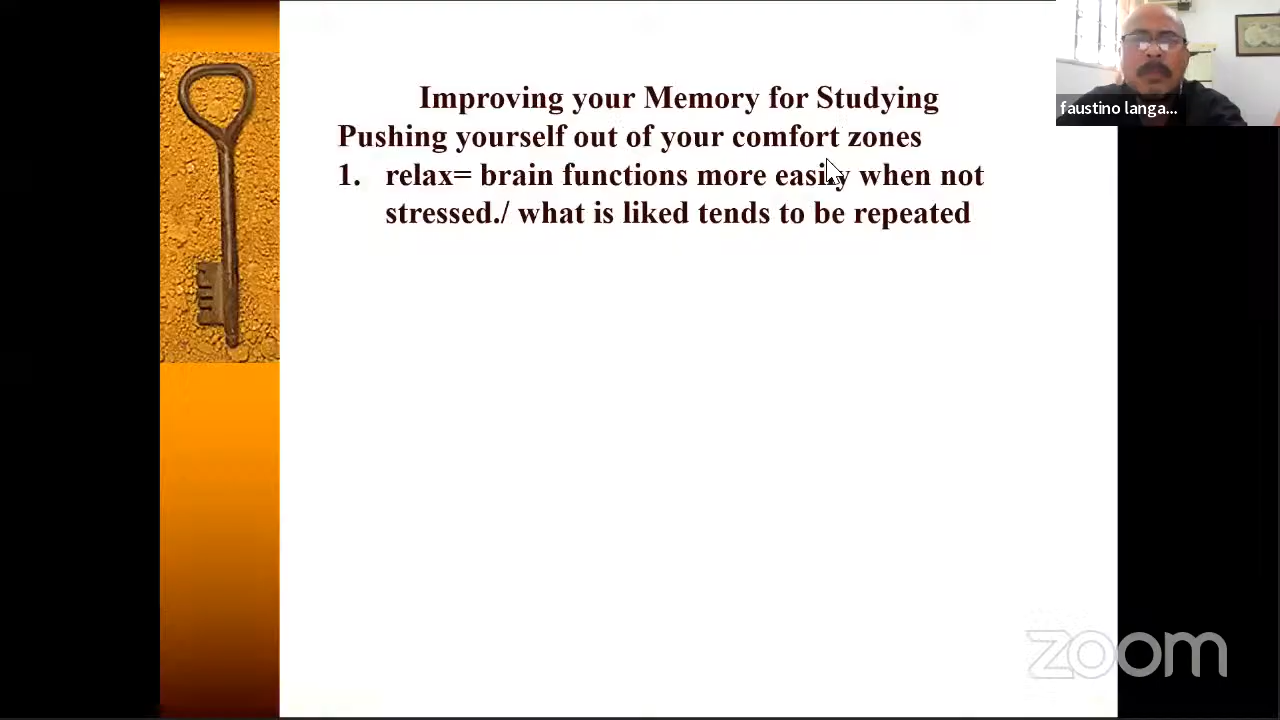 Improving your Memory for Studying
Pushing yourself out of your comfort zones
1. relax= brain functions more easily when not
stressed./ what is liked tends to be repeated
faustino langa...
zoom